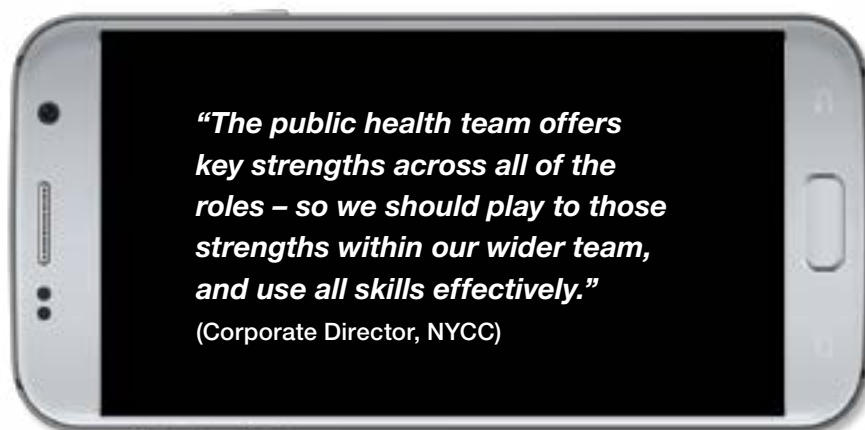 “The public health team offers
key strengths across all of the
roles – so we should play to those
strengths within our wider team,
and use all skills effectively.”
(Corporate Director, NYCC)